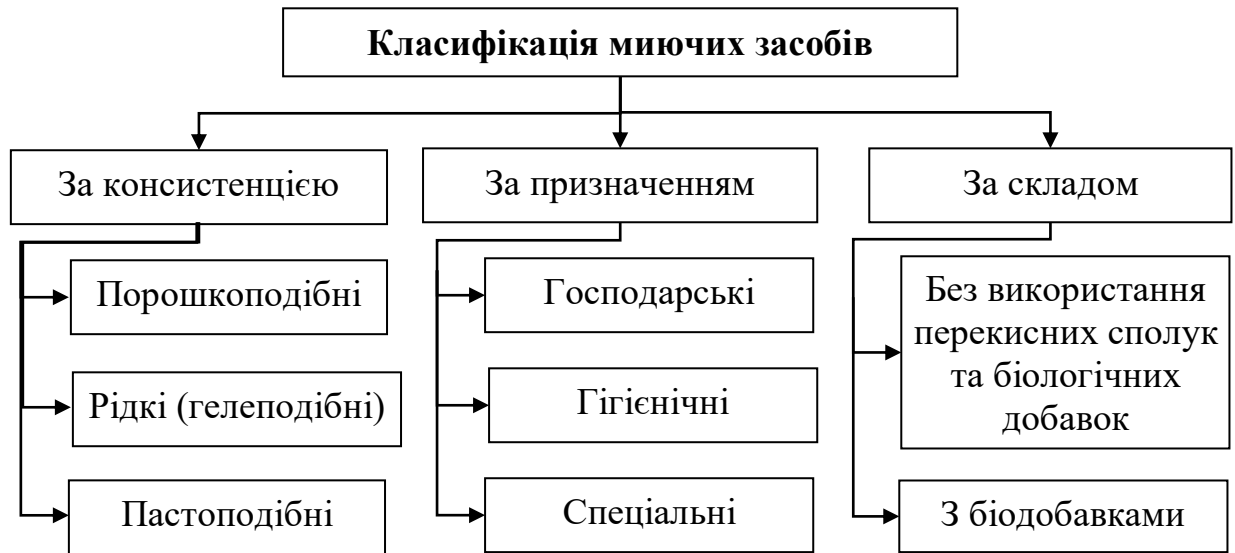 Класифікація миючих засобів
За консистенцією
Порошкоподібні
Рідкі (гелеподібні)
Пастоподібні
За призначенням
Господарські
Гігієнічні
Спеціальні
За складом
Без використання
перекисних сполук
та біологічних
добавок
З біодобавками